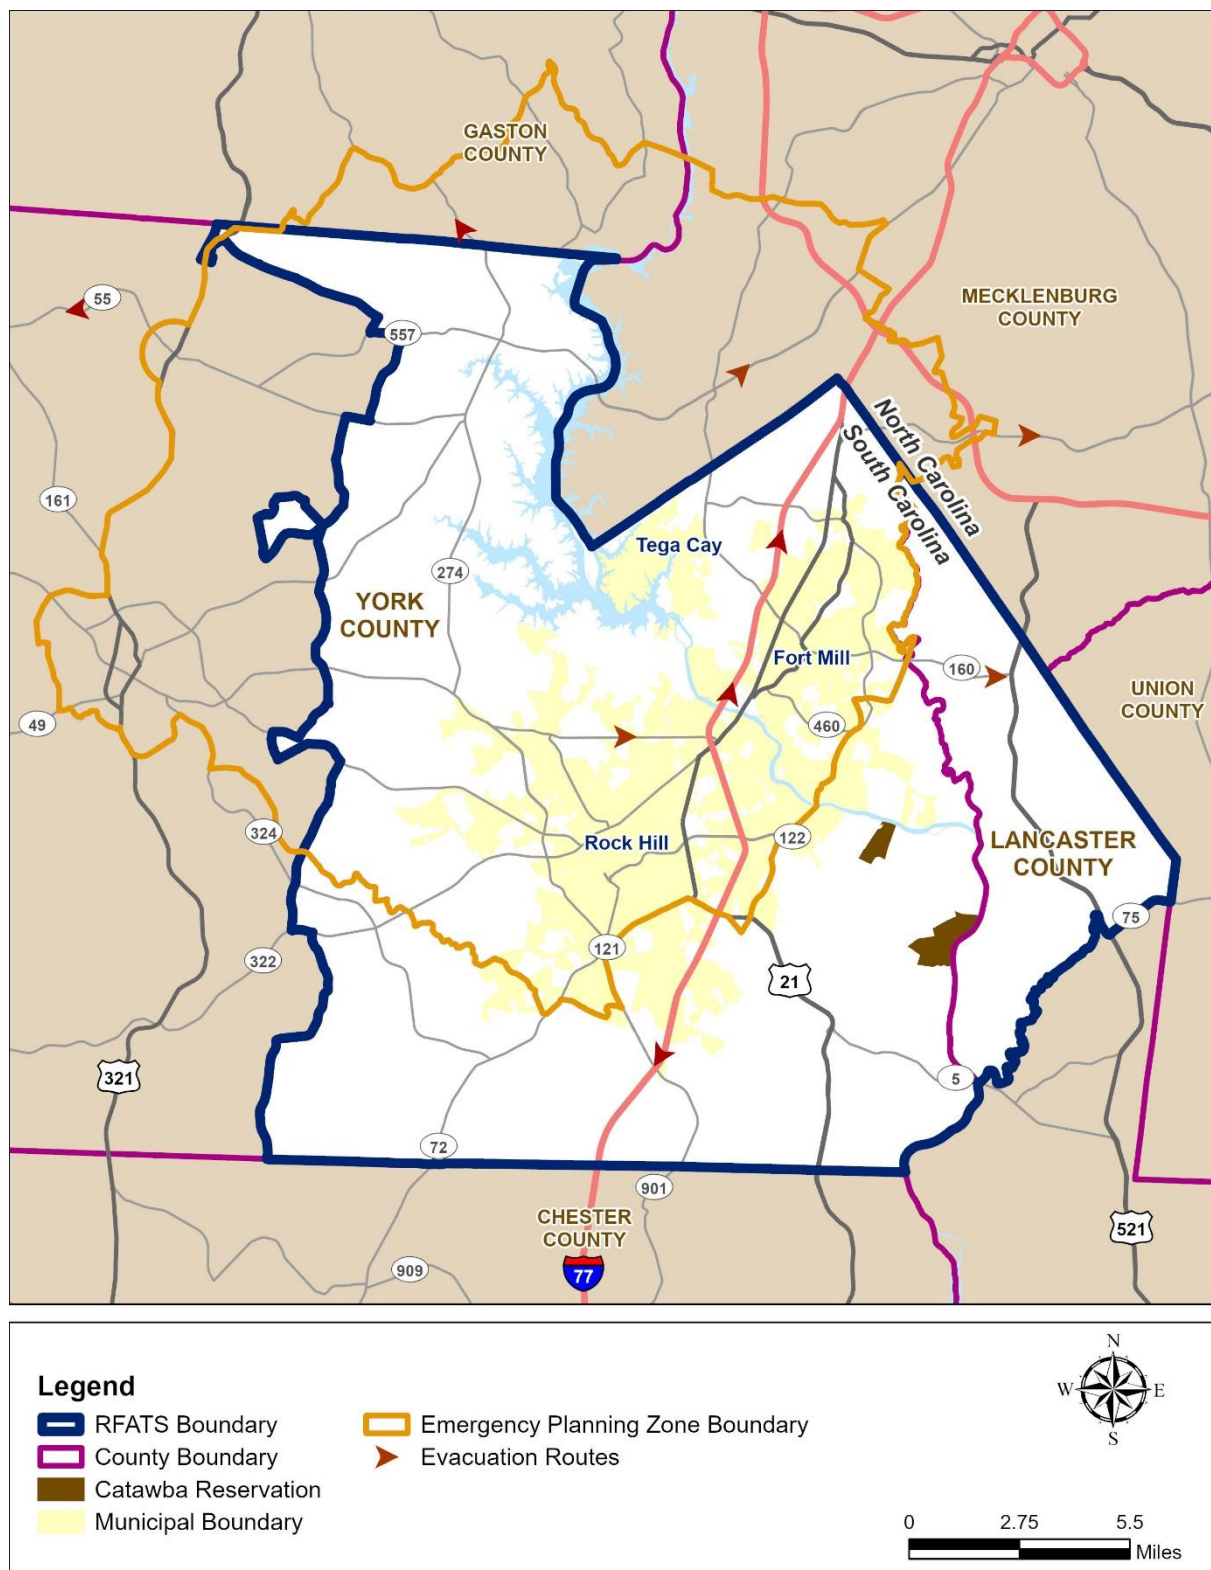 GASTON
COUNTY
55
557
MECKLENBURG
COUNTY
North Carolina
South Carolina
161
Tega Cay
274
YORK
COUNTY
Fort Mill
160
UNION
COUNTY
49
460
324
Rock Hill
122
LANCASTER
COUNTY
75
121
322
21
321
5
72
901
CHESTER
COUNTY
521
909
77
Legend
RFATS Boundary
County Boundary
Catawba Reservation
Municipal Boundary
Emergency Planning Zone Boundary
Evacuation Routes
N
W E
S
0 2.75 5.5
Miles